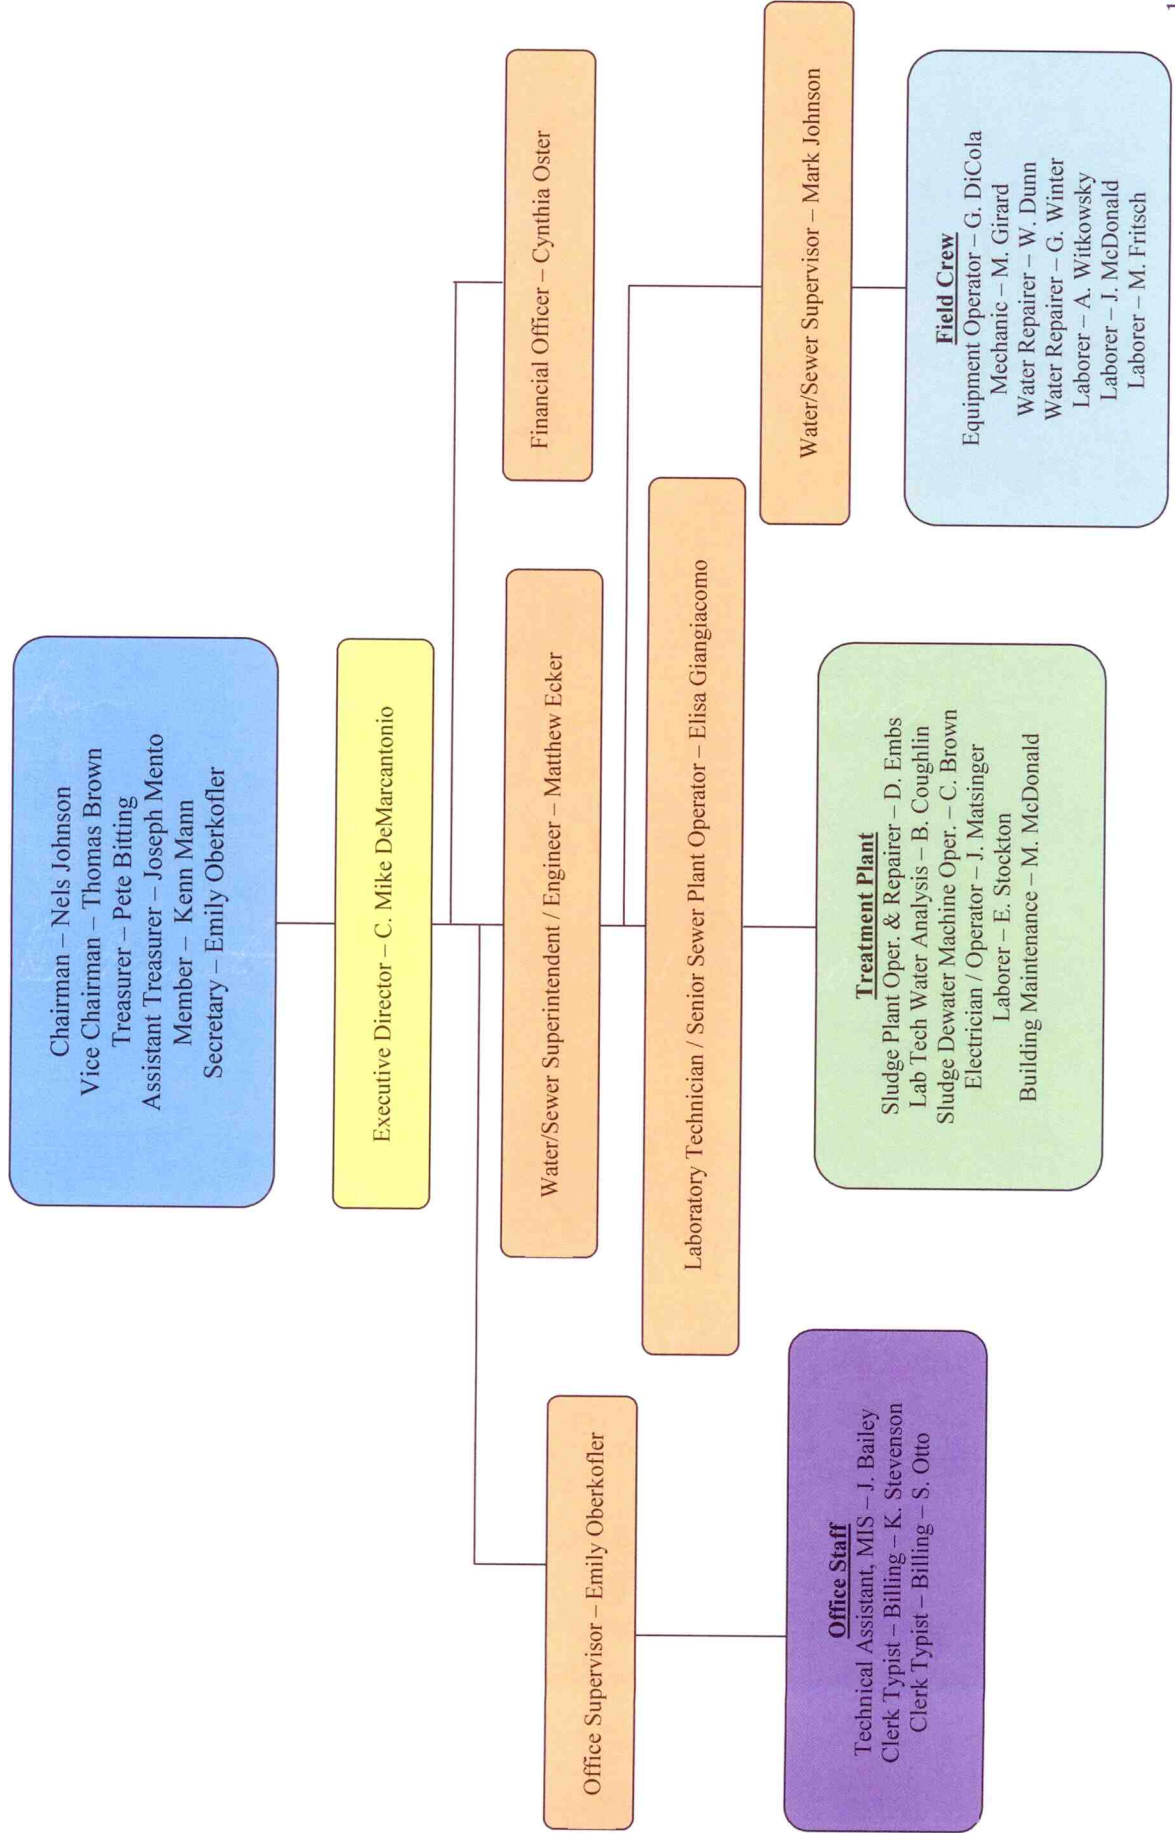 Chairman – Nels Johnson
Vice Chairman – Thomas Brown
Treasurer – Pete Bitting
Assistant Treasurer – Joseph Mento
Member – Kenn Mann
Secretary – Emily Oberkofler
Executive Director – C. Mike DeMarcantonio
Office Supervisor – Emily Oberkofler
Water/Sewer Superintendent / Engineer – Matthew Ecker
Financial Officer – Cynthia Oster
Laboratory Technician / Senior Sewer Plant Operator – Elisa Giangiacomo
Water/Sewer Supervisor – Mark Johnson
Office Staff
Technical Assistant, MIS – J. Bailey
Clerk Typist – Billing – K. Stevenson
Clerk Typist – Billing – S. Otto
Treatment Plant
Sludge Plant Oper. & Repairer – D. Embs
Lab Tech Water Analysis – B. Coughlin
Sludge Dewater Machine Oper. – C. Brown
Electrician / Operator – J. Matsinger
Laborer – E. Stockton
Building Maintenance – M. McDonald
Field Crew
Equipment Operator – G. DiCola
Mechanic – M. Girard
Water Repairer – W. Dunn
Water Repairer – G. Winter
Laborer – A. Witkowsky
Laborer – J. McDonald
Laborer – M. Fritsch